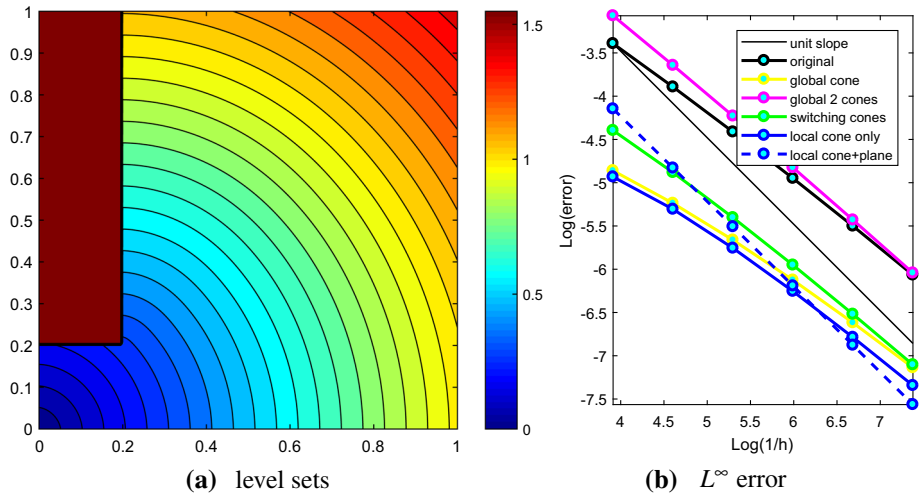 1
0.9
0.8
0.7
0.6
0.5
0.4
0.3
0.2
0.1
0
0 0.2 0.4 0.6 0.8 1
1.5
1
0.5
0
(a) level sets
Log(error)
-3.5
-4
-4.5
-5
-5.5
-6
-6.5
-7
-7.5
4 4.5 5 5.5 6 6.5 7
Log(1/h)
unit slope
original
global cone
global 2 cones
switching cones
local cone only
local cone+plane
(b) L∞ error